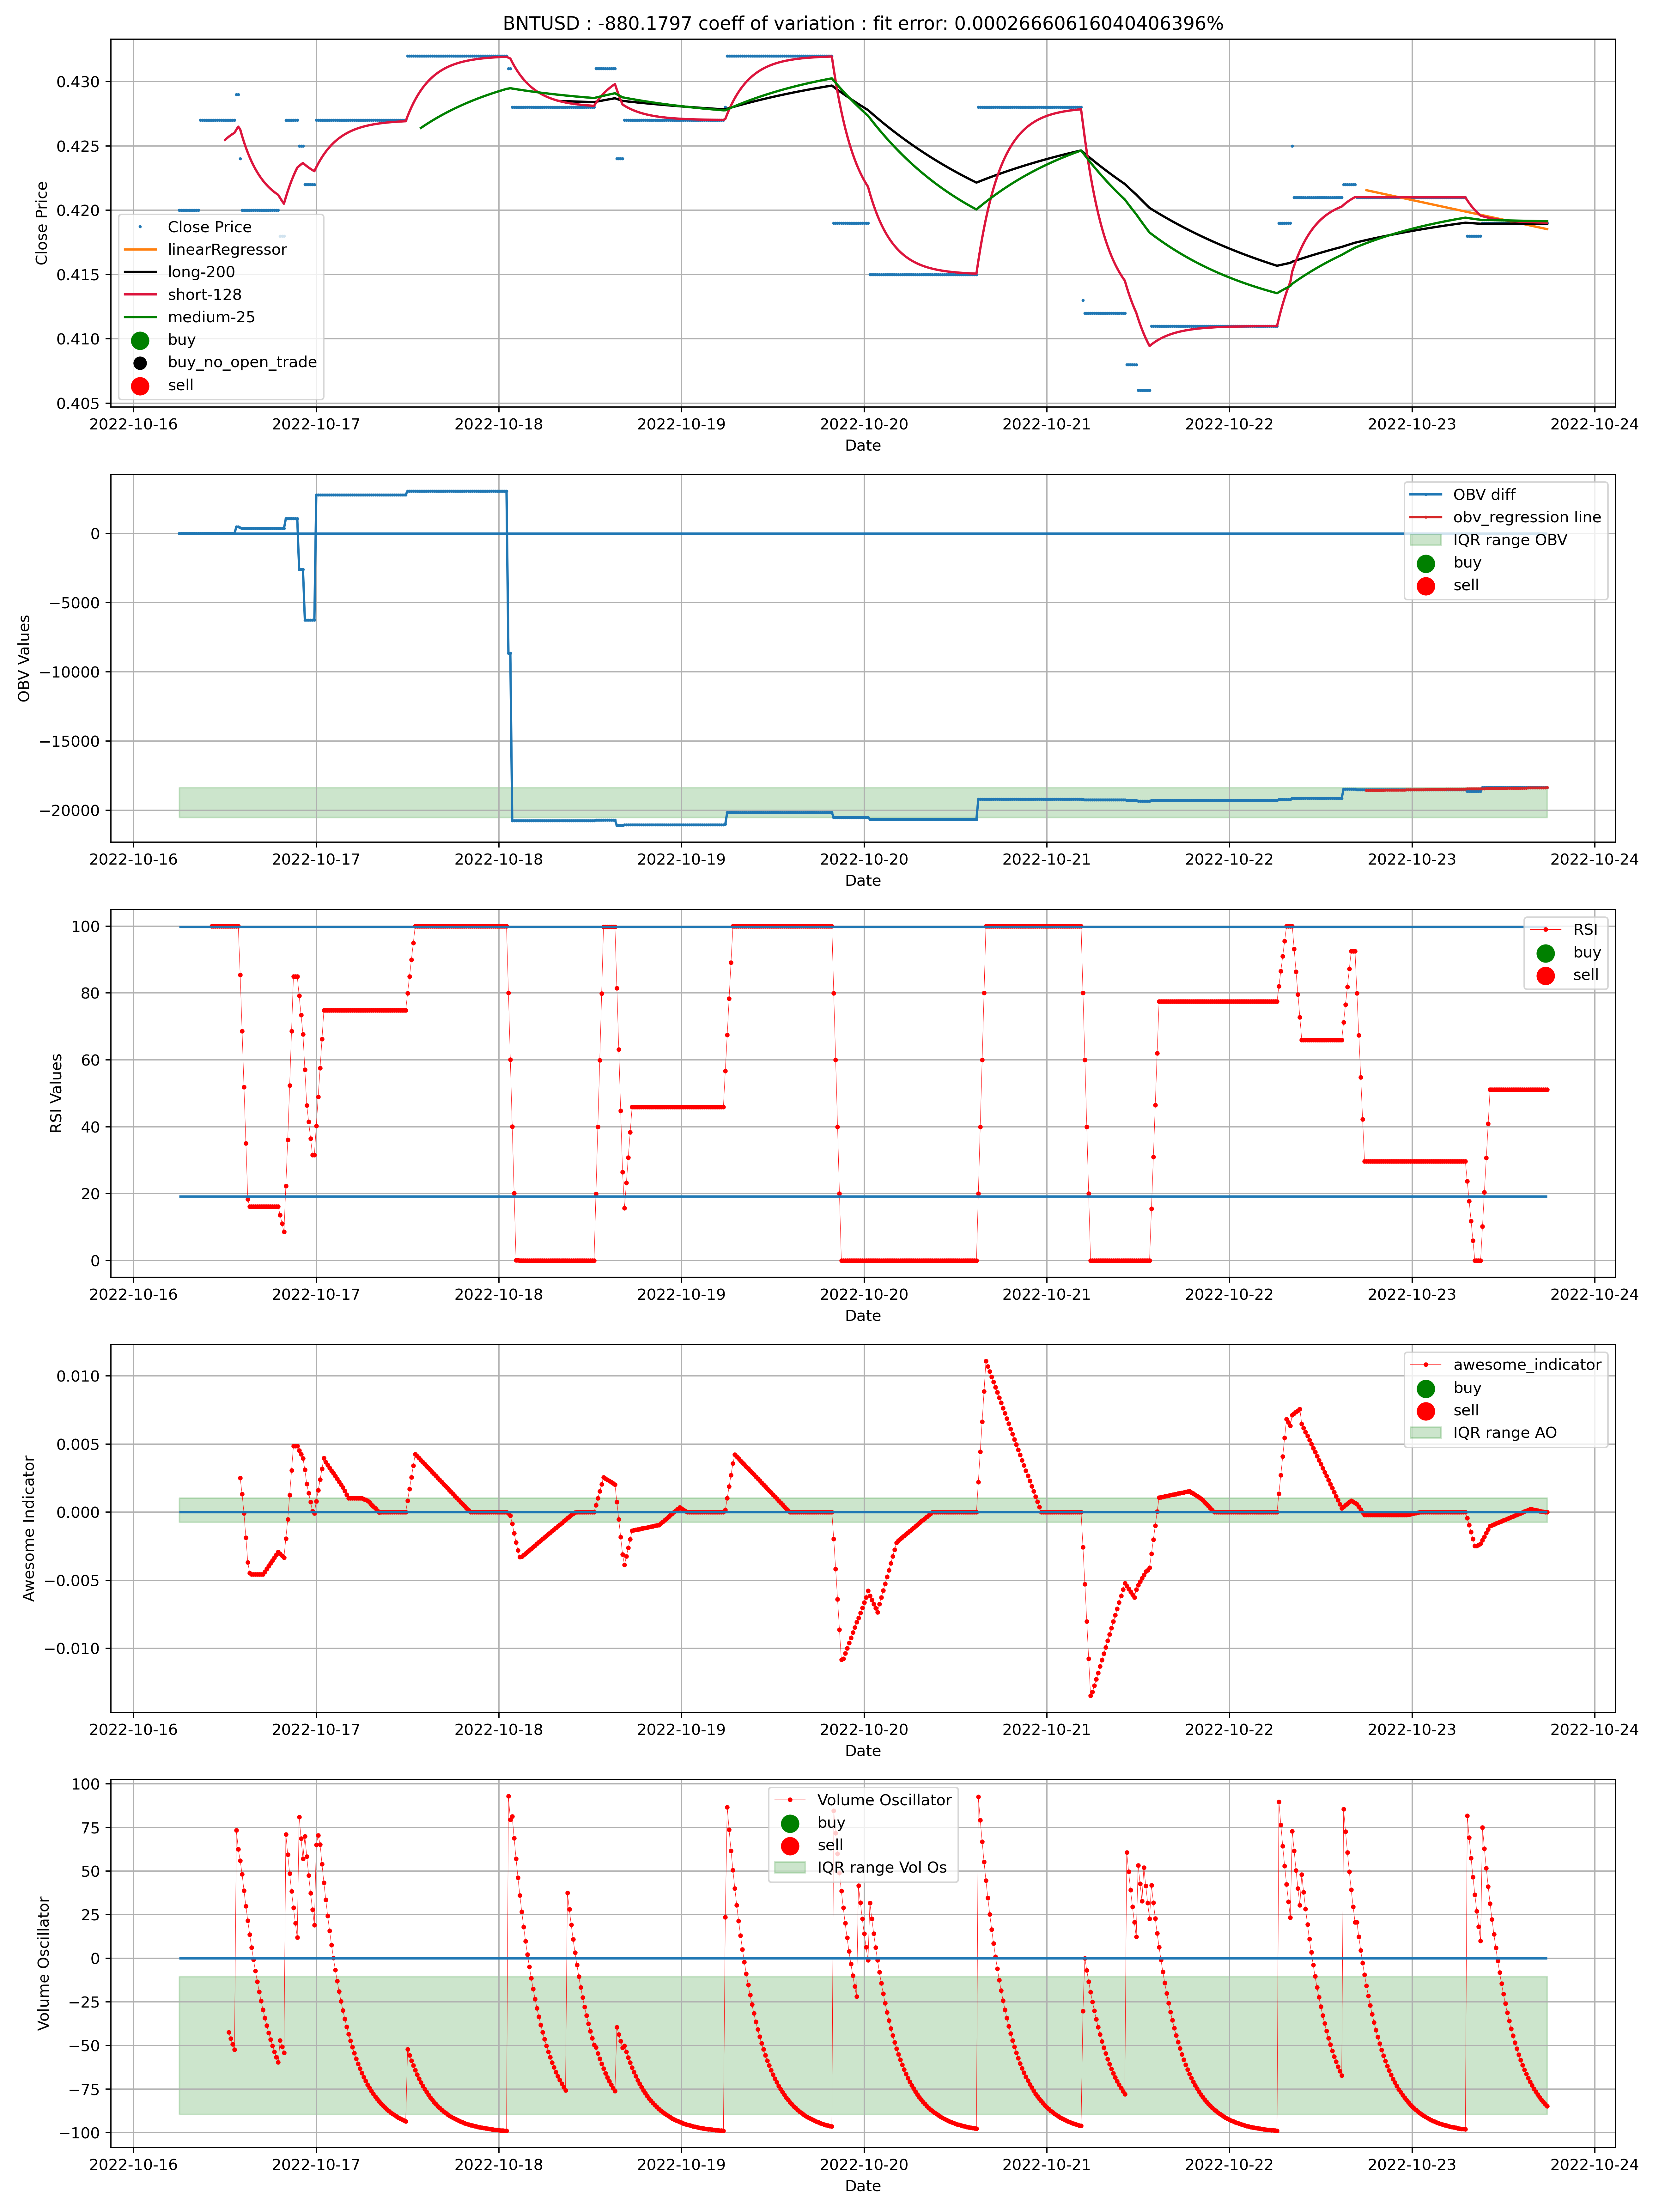 BNTUSD : -880.1797 coeff of variation : fit error: 0.00026660616040406396%
Close Price
0.430
0.425
0.420
0.415
0.410
0.405
Close Price
linearRegressor
long-200
short-128
medium-25
buy
buy_no_open_trade
sell
2022-10-16 2022-10-17 2022-10-18 2022-10-19 2022-10-20 2022-10-21 2022-10-22 2022-10-23 2022-10-24
Date
OBV Values
0
−5000
−10000
−15000
−20000
OBV diff
obv_regression line
IQR range OBV
buy
sell
2022-10-16 2022-10-17 2022-10-18 2022-10-19 2022-10-20 2022-10-21 2022-10-22 2022-10-23 2022-10-24
Date
RSI Values
100
80
60
40
20
0
RSI
buy
sell
2022-10-16 2022-10-17 2022-10-18 2022-10-19 2022-10-20 2022-10-21 2022-10-22 2022-10-23 2022-10-24
Date
Awesome Indicator
0.010
0.005
0.000
−0.005
−0.010
awesome_indicator
buy
sell
IQR range AO
2022-10-16 2022-10-17 2022-10-18 2022-10-19 2022-10-20 2022-10-21 2022-10-22 2022-10-23 2022-10-24
Date
Volume Oscillator
100
75
50
25
0
−25
−50
−75
−100
Volume Oscillator
buy
sell
IQR range Vol Os
2022-10-16 2022-10-17 2022-10-18 2022-10-19 2022-10-20 2022-10-21 2022-10-22 2022-10-23 2022-10-24
Date